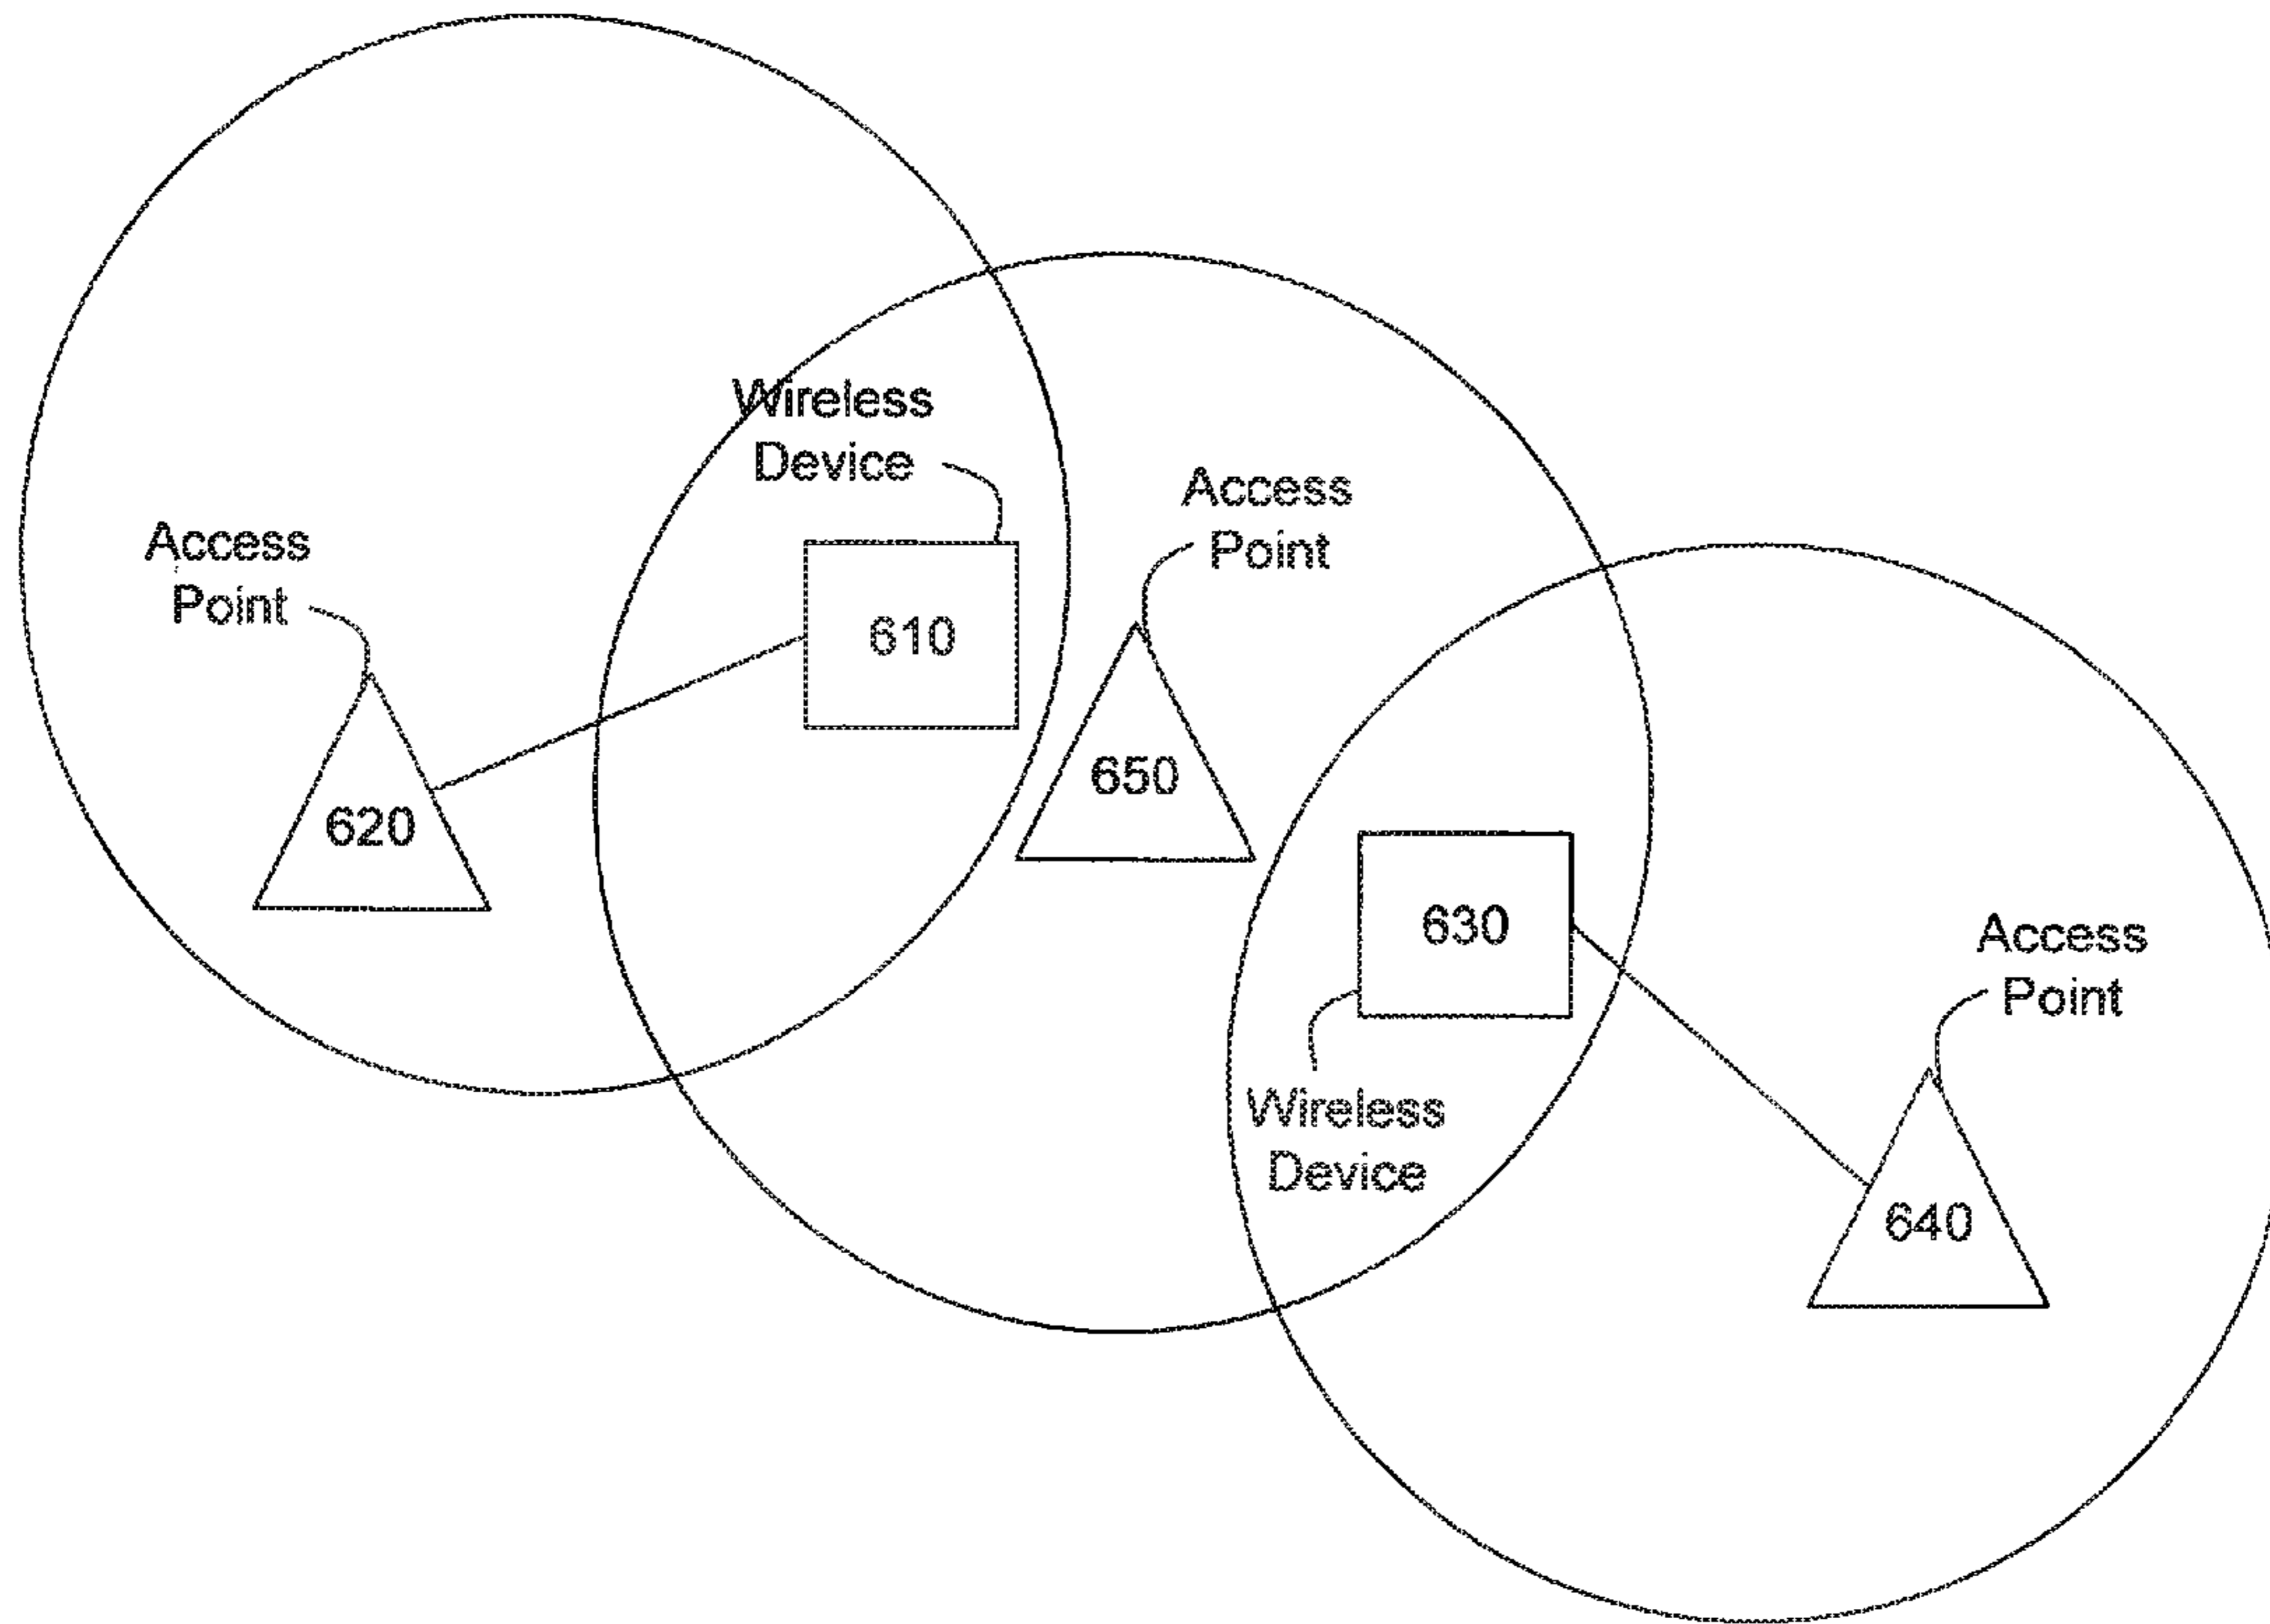 Wireless
Device
610
Access
Point
620
Access
Point
650
630
Wireless
Device
Access
Point
640